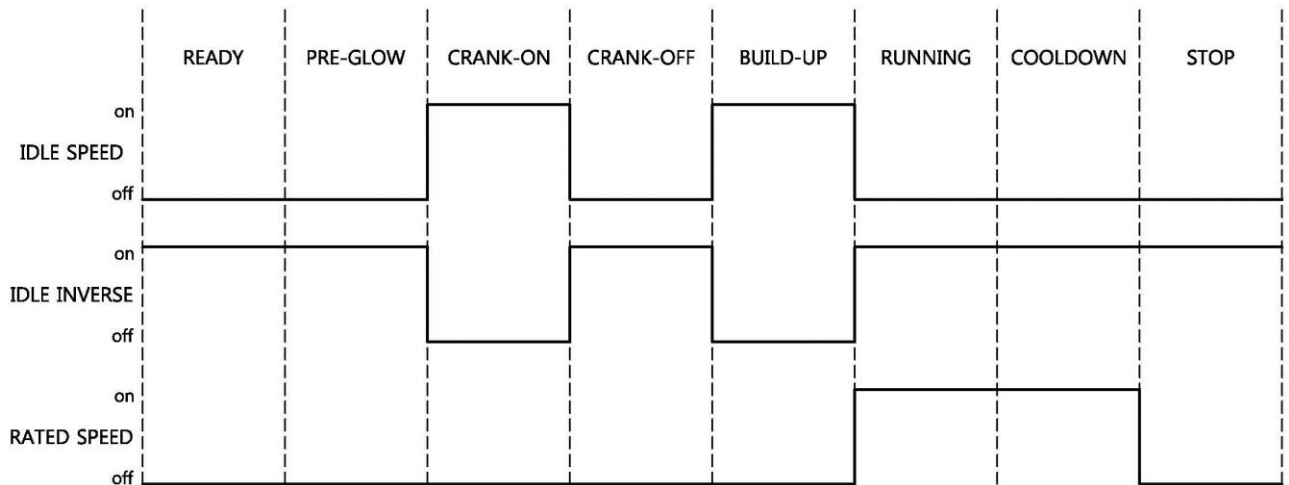 READY PRE-GLOW CRANK-ON CRANK-OFF BUILD-UP RUNNING COOLDOWN STOP
on
IDLE SPEED
off
on
IDLE INVERSE
off
on
RATED SPEED
off